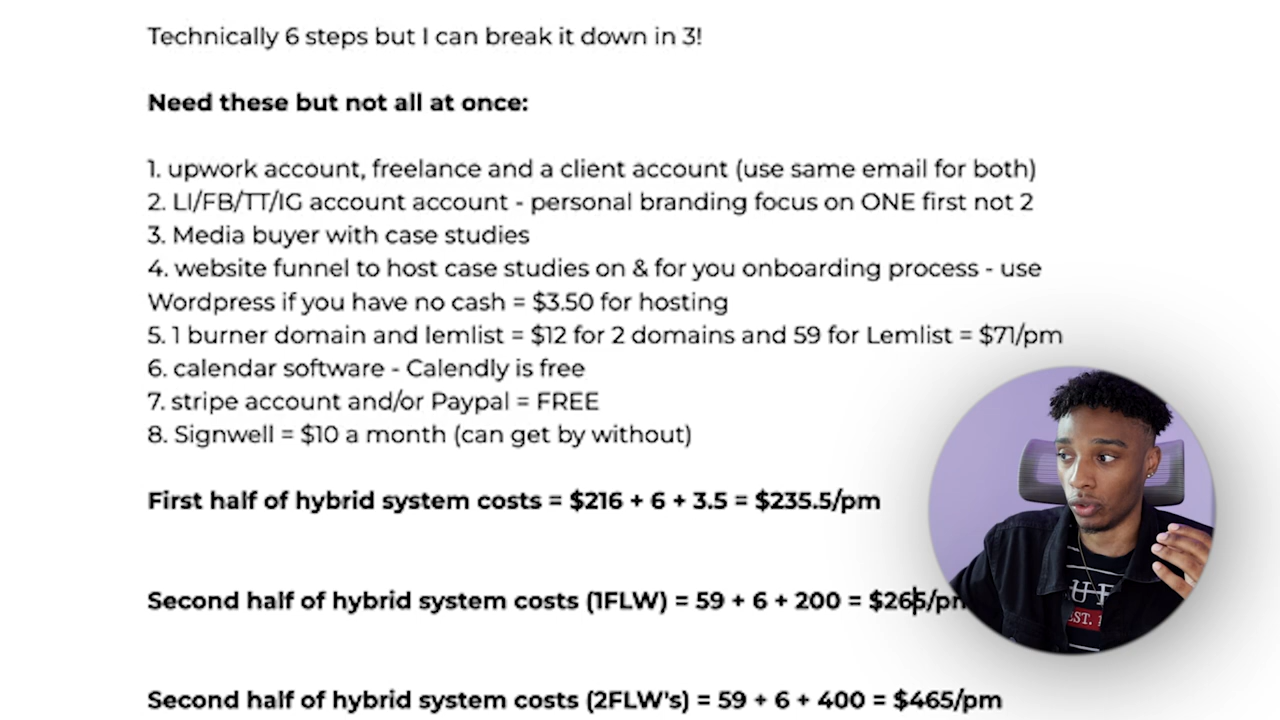 Technically 6 steps but I can break it down in 3!
Need these but not all at once:
1. upwork account, freelance and a client account (use same email for both)
2. LI/FB/TT/IG account account - personal branding focus on ONE first not 2
3. Media buyer with case studies
4. website funnel to host case studies on & for you onboarding process - use
Wordpress if you have no cash = $3.50 for hosting
5. 1 burner domain and lemlist = $12 for 2 domains and 59 for Lemlist = $71/pm
6. calendar software - Calendly is free
7. stripe account and/or Paypal = FREE
8. Signwell = $10 a month (can get by without)
First half of hybrid system costs = $216 + 6 + 3.5 = $235.5/pm
Second half of hybrid system costs (1FLW) = 59 + 6 + 200 = $265/pm
Second half of hybrid system costs (2FLW's) = 59 + 6 + 400 = $465/pm